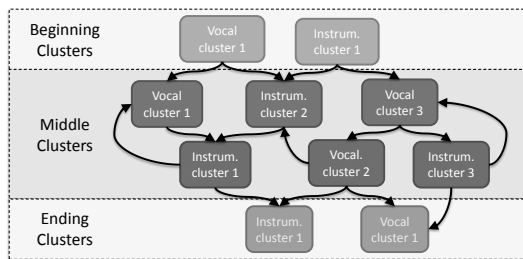 Beginning
Clusters
Vocal
cluster 1
Instrum.
cluster 1
Middle
Clusters
Vocal
cluster 1
Instrum.
cluster 2
Vocal
cluster 3
Instrum.
cluster 1
Vocal.
cluster 2
Instrum.
cluster 3
Ending
Clusters
Instrum.
cluster 1
Vocal
cluster 1